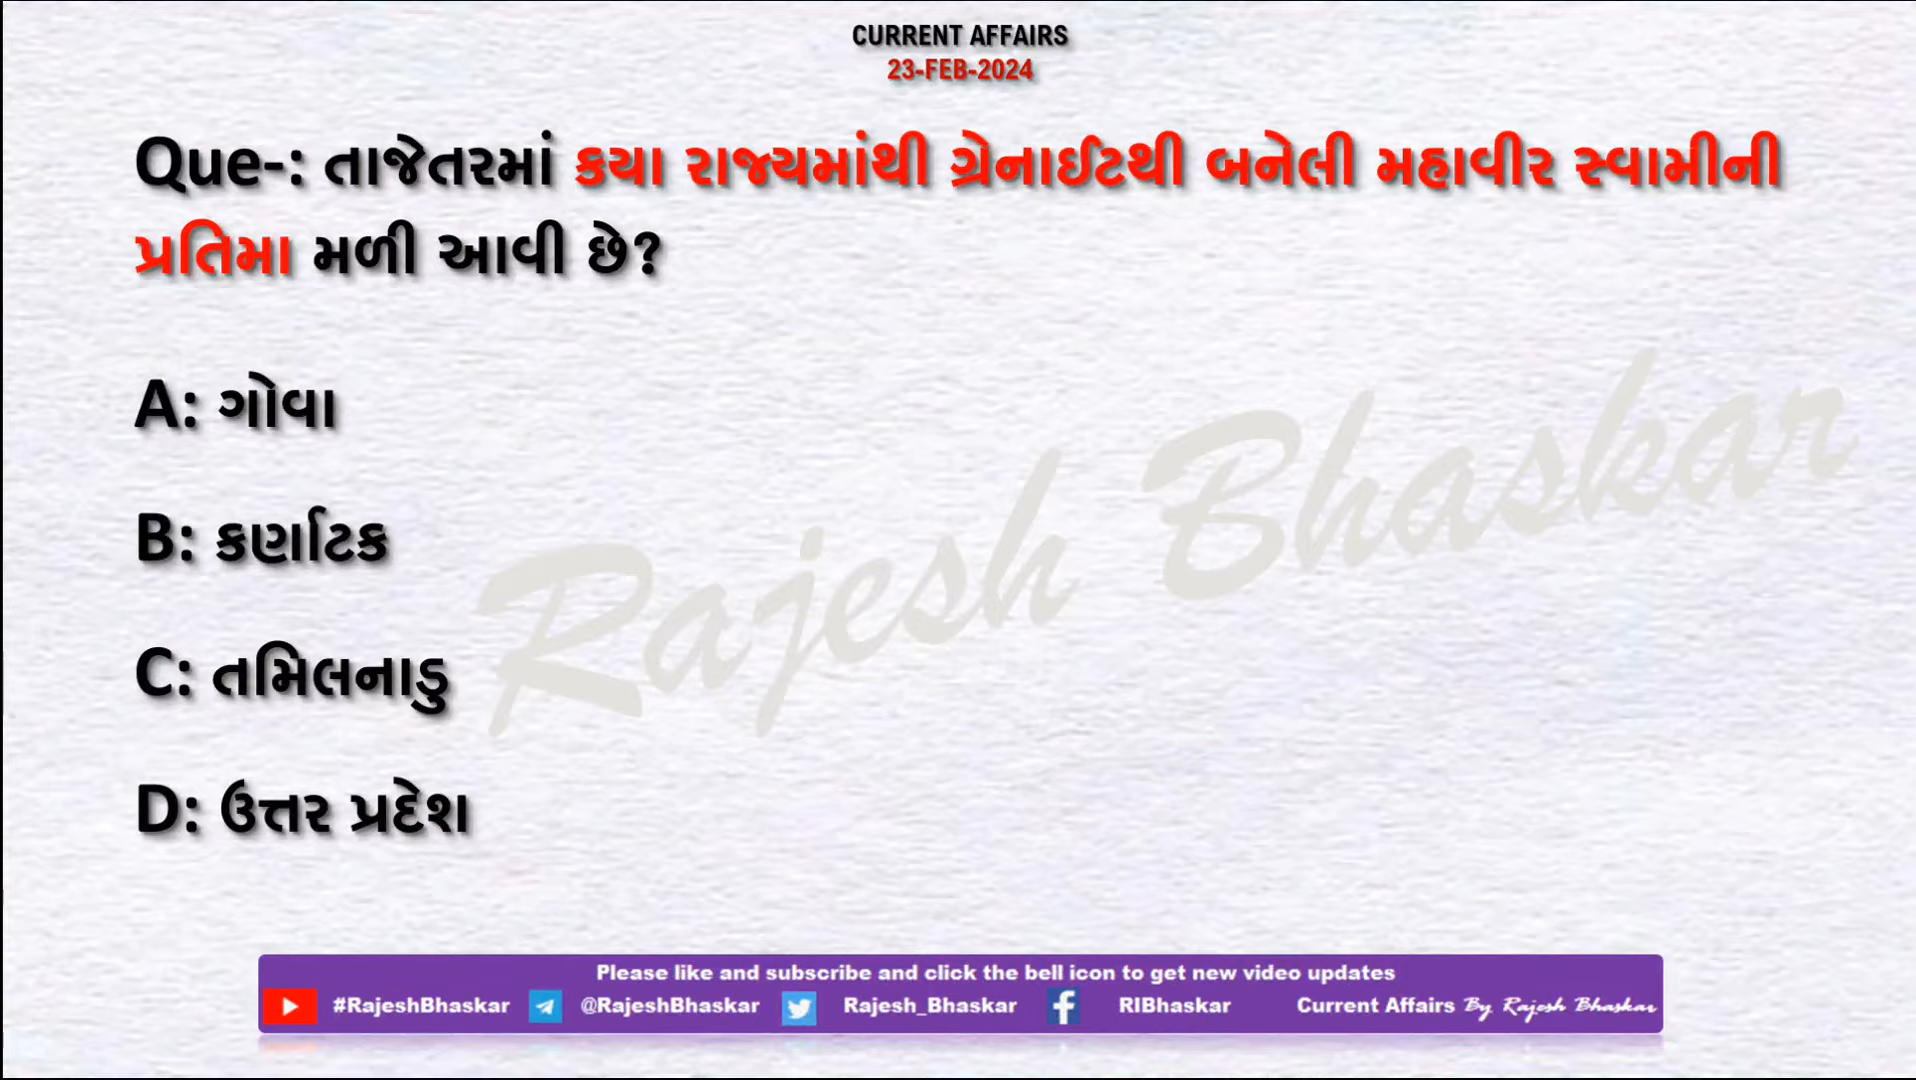 CURRENT AFFAIRS
23-FEB-2024
Que-: તાજેતરમાં કયા રાજ્યમાંથી ગ્રેનાઈટથી બનેલી મહાવીર સ્વામીની
પ્રતિમા મળી આવી છે?
A: ગોવા
B: કર્ણાટક
C: તમિલનાડુ
D: ઉત્તર પ્રદેશ
Rajesh Bhaskar
Please like and subscribe and click the bell icon to get new video updates
#RajeshBhaskar @RajeshBhaskar Rajesh_Bhaskar RIBhaskar Current Affairs By Rajesh Bhaskar